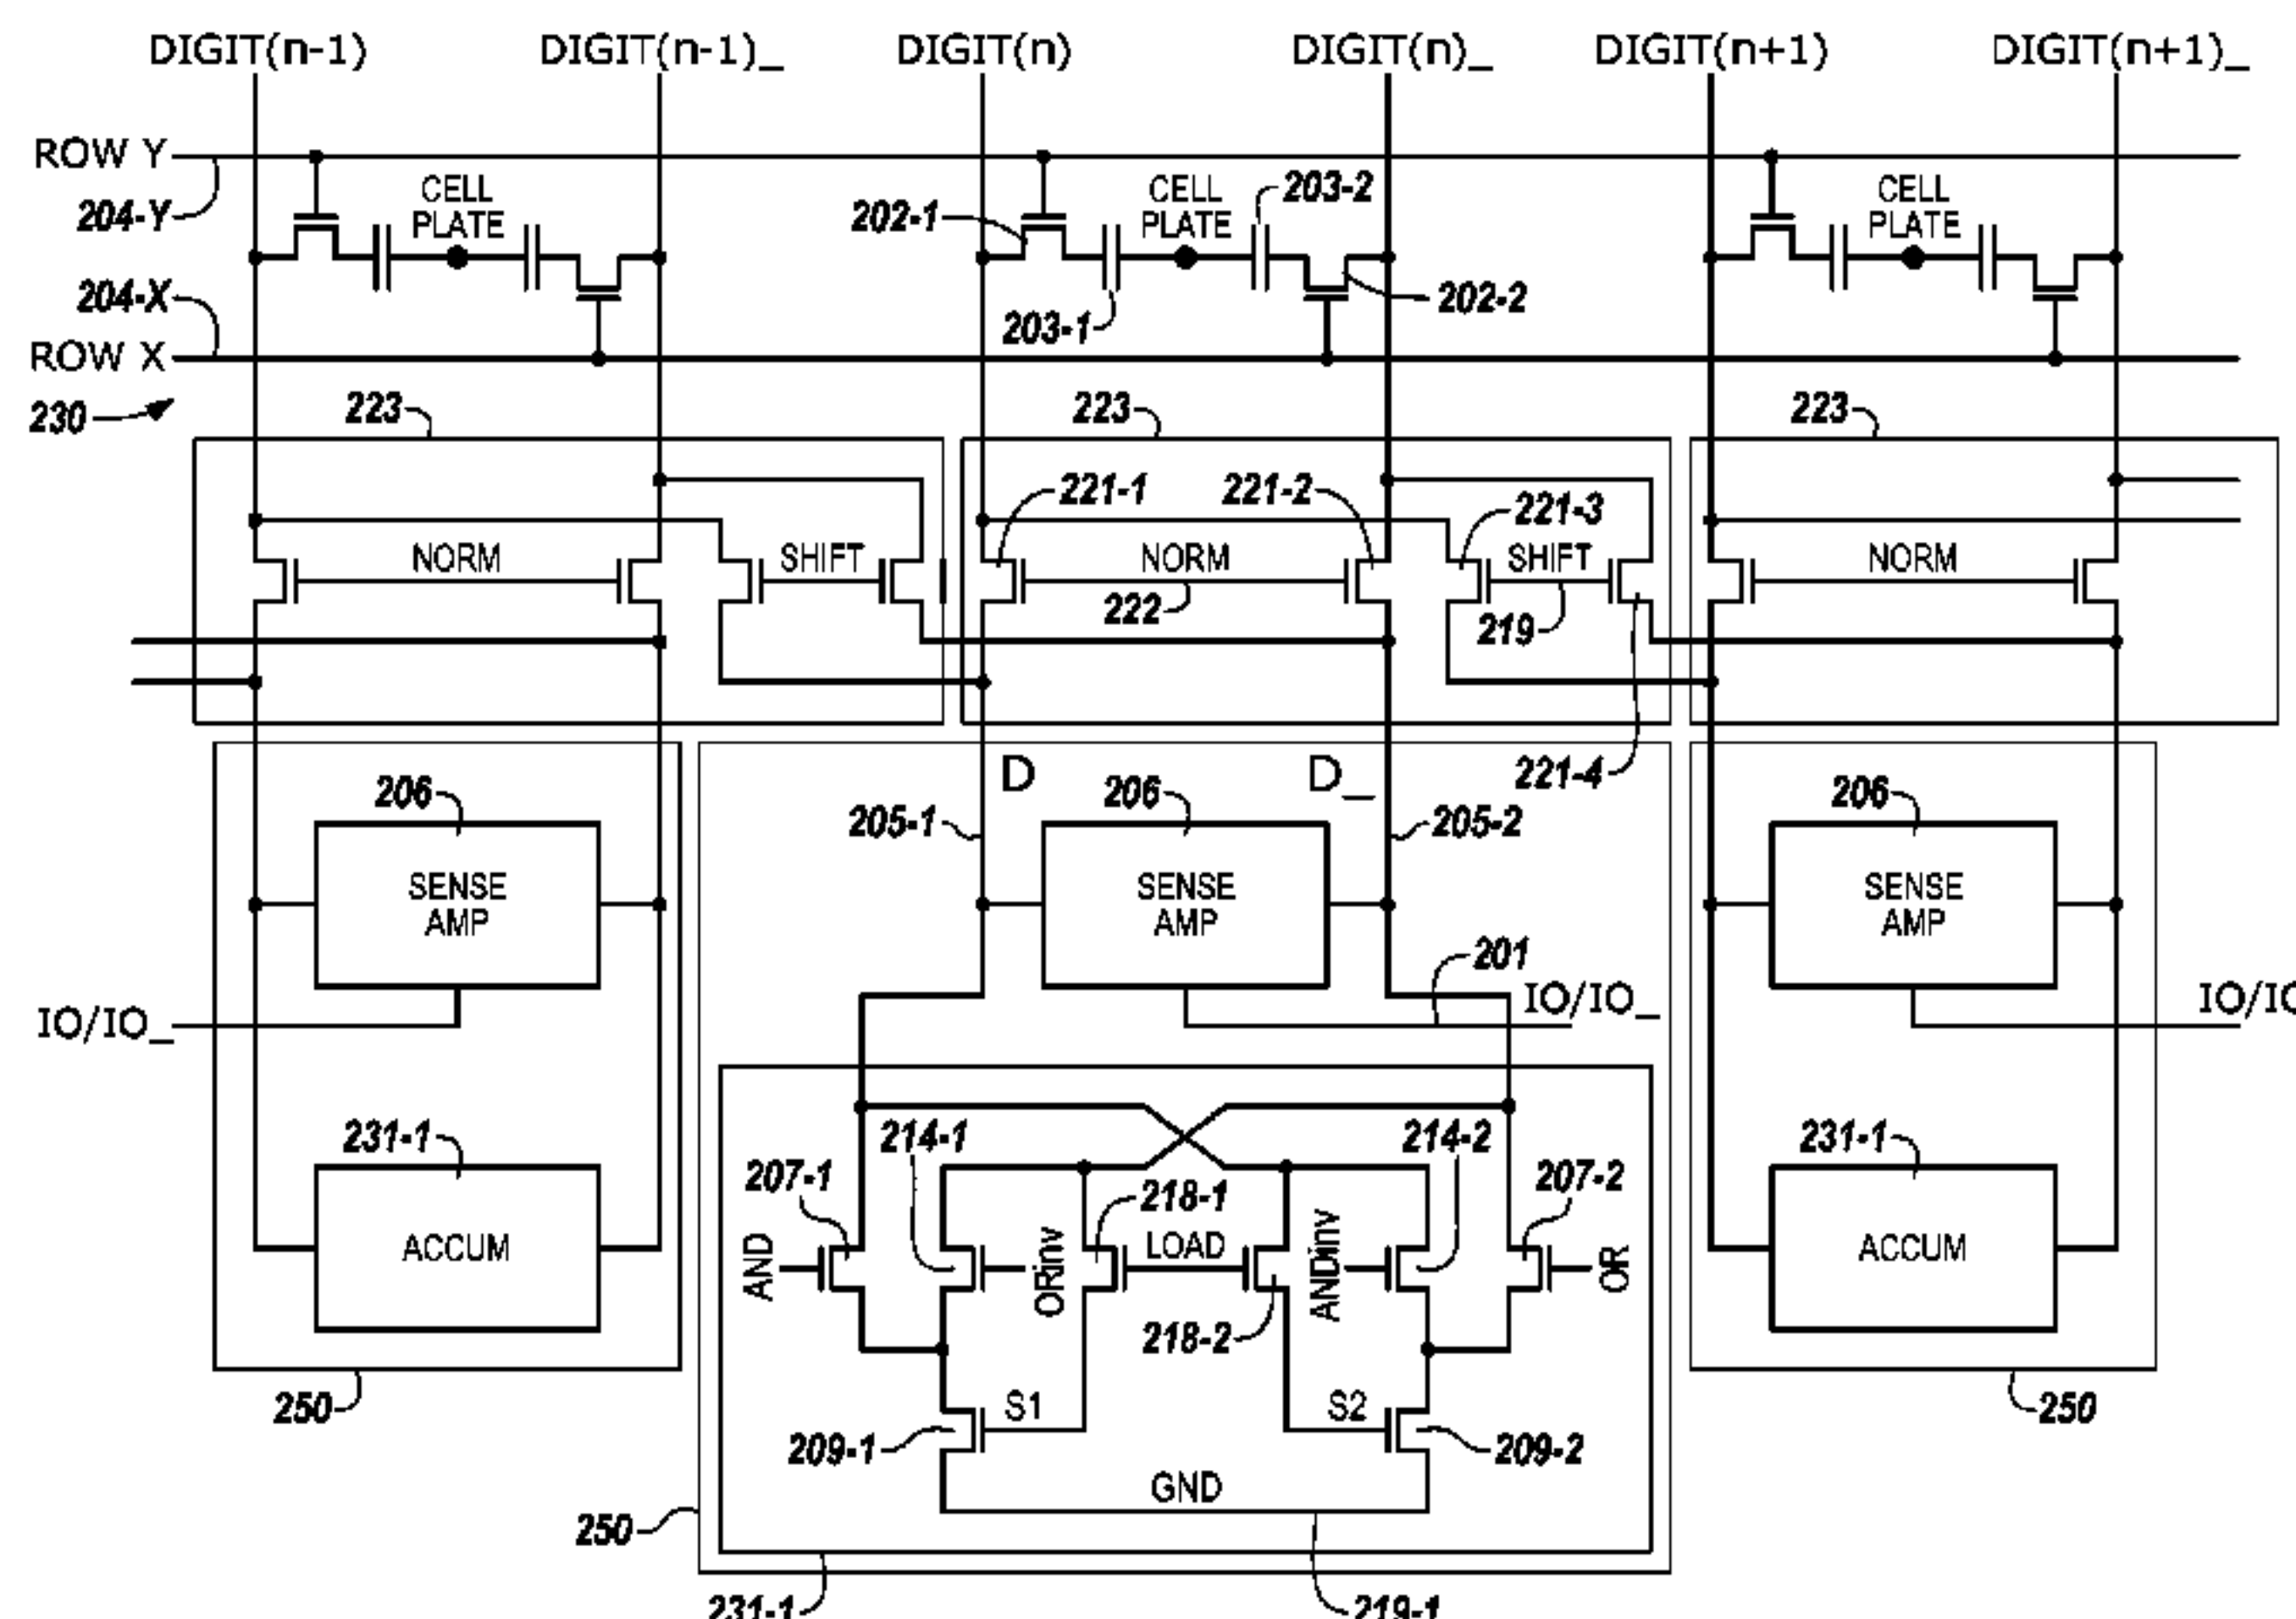 DIGIT(n-1) DIGIT(n-1)_ DIGIT(n) DIGIT(n)_ DIGIT(n+1) DIGIT(n+1)_
ROW Y
204-Y
CELL PLATE
202-1
CELL PLATE
203-2
CELL PLATE
204-X
203-1
202-2
ROW X
230
223 223 223
221-1 221-2 221-3
NORM SHIFT NORM SHIFT NORM
222 219
221-4
D D_
206 206 206
205-1 205-2
SENSE AMP
SENSE AMP
SENSE AMP
201
IO/IO_ IO/IO_ IO/IO
231-1 214-1 214-2 231-1
207-1 218-1 207-2
ACCUM AND ORinv LOAD ANDinv OR ACCUM
218-2
250 S1 S2 250
209-1 209-2
GND
250
231-1 219-1